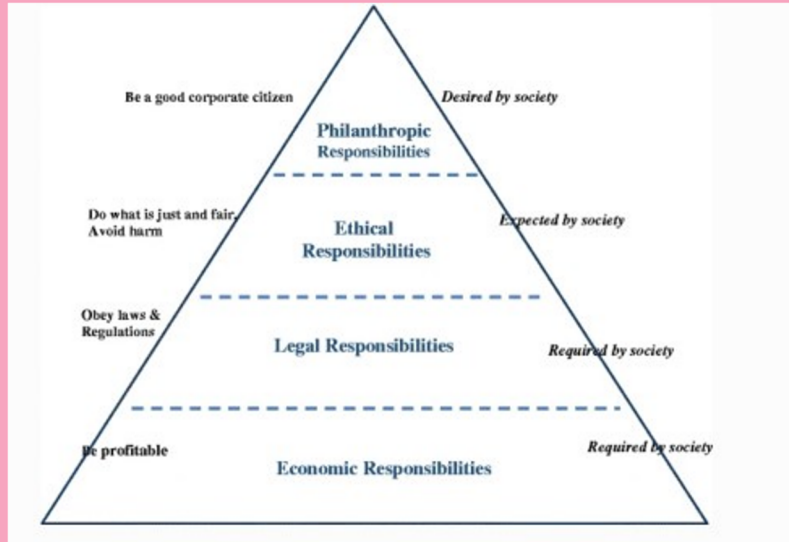 Be a good corporate citizen
Desired by society
Philanthropic
Responsibilities
Do what is just and fair,
Avoid harm
Expected by society
Ethical
Responsibilities
Obey laws &
Regulations
Legal Responsibilities
Required by society
Be profitable
Required by society
Economic Responsibilities